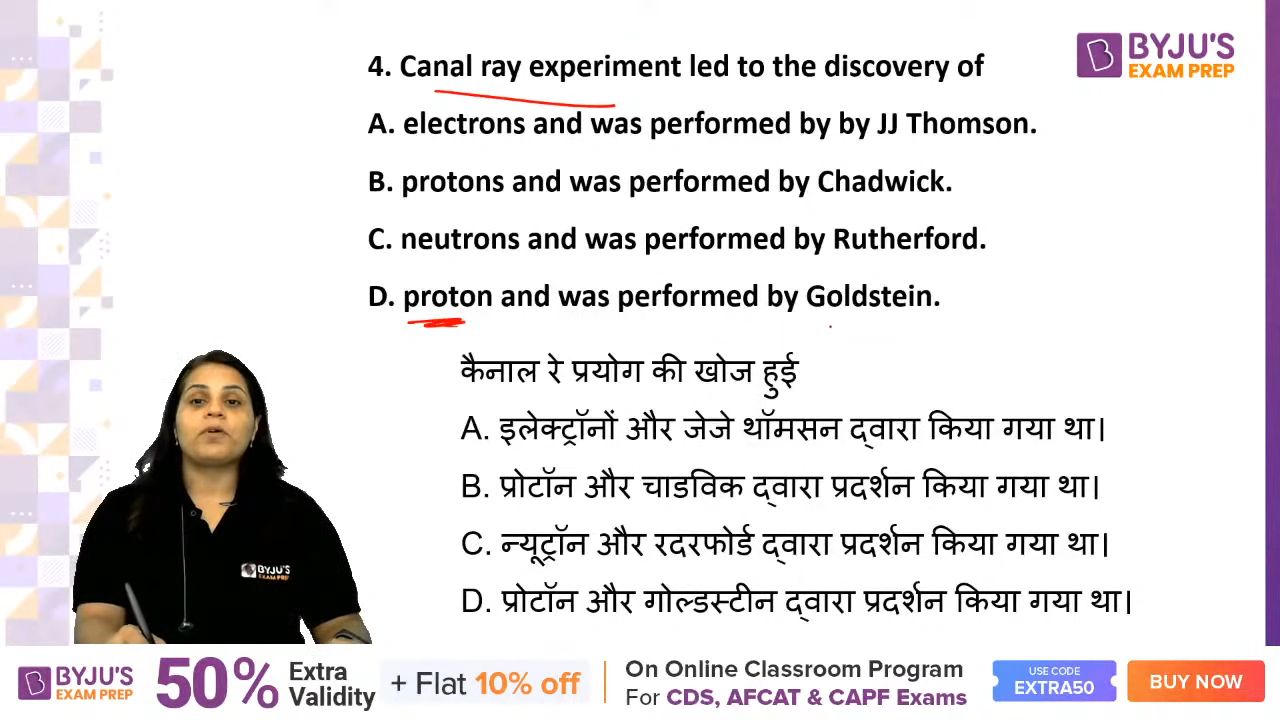 4. Canal ray experiment led to the discovery of
BYJU'S
EXAM PREP
A. electrons and was performed by by JJ Thomson.
B. protons and was performed by Chadwick.
C. neutrons and was performed by Rutherford.
D. proton and was performed by Goldstein.
कैनाल रे प्रयोग की खोज हुई
A. इलेक्ट्रॉनों और जेजे थॉमसन द्वारा किया गया था।
B. प्रोटॉन और चाडविक द्वारा प्रदर्शन किया गया था।
C. न्यूट्रॉन और रदरफोर्ड द्वारा प्रदर्शन किया गया था।
D. प्रोटॉन और गोल्डस्टीन द्वारा प्रदर्शन किया गया था।
BYJU'S
EXAM PREP
BYJU'S
EXAM PREP
50%
Extra
Validity
+ Flat 10% off
On Online Classroom Program
For CDS, AFCAT & CAPF Exams
USE CODE
EXTRA50
BUY NOW